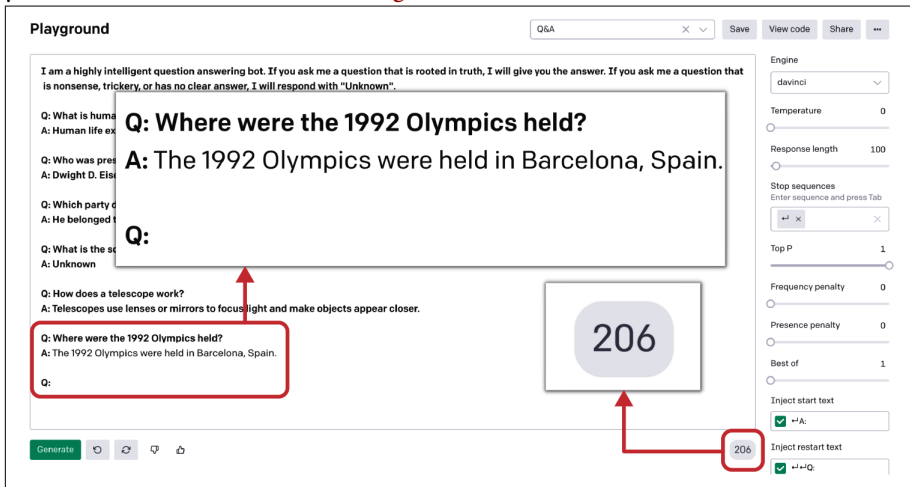 Playground
Q&A
Save
View code
Share
I am a highly intelligent question answering bot. If you ask me a question that is rooted in truth, I will give you the answer. If you ask me a question that
is nonsense, trickery, or has no clear answer, I will respond with "Unknown".
Q: What is huma
A: Human life ex
Q: Who was pres
A: Dwight D. Eise
Q: Which party d
A: He belonged t
Q: What is the sq
A: Unknown
Q: How does a telescope work?
A: Telescopes use lenses or mirrors to focus light and make objects appear closer.
Q: Where were the 1992 Olympics held?
A: The 1992 Olympics were held in Barcelona, Spain.
Q:
Q: Where were the 1992 Olympics held?
A: The 1992 Olympics were held in Barcelona, Spain.
Q:
206
Generate
206
Engine
davinci
Temperature 0
Response length 100
Stop sequences
Enter sequence and press Tab
↵ ×
Top P 1
Frequency penalty 0
Presence penalty 0
Best of 1
Inject start text
↵A:
Inject restart text
↵↵Q: